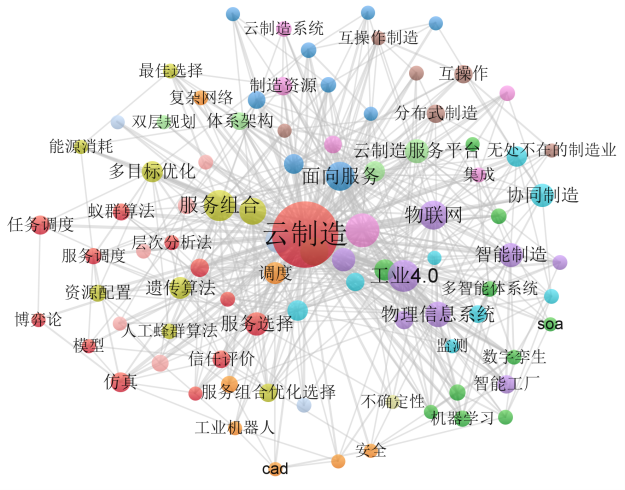 云制造系统
互操作制造
最佳选择
制造资源
互操作
复杂网络
双层规划
体系架构
分布式制造
能源消耗
云制造服务平台
无处不在的制造业
多目标优化
面向服务
集成
协同制造
服务组合
蚁群算法
物联网
任务调度
云制造
层次分析法
服务调度
智能制造
调度
工业4.0
资源配置
遗传算法
多智能体系统
博弈论
人工蜂群算法
服务选择
物理信息系统
soa
模型
监测
信任评价
数字孪生
仿真
服务组合优化选择
智能工厂
不确定性
机器学习
工业机器人
安全
cad